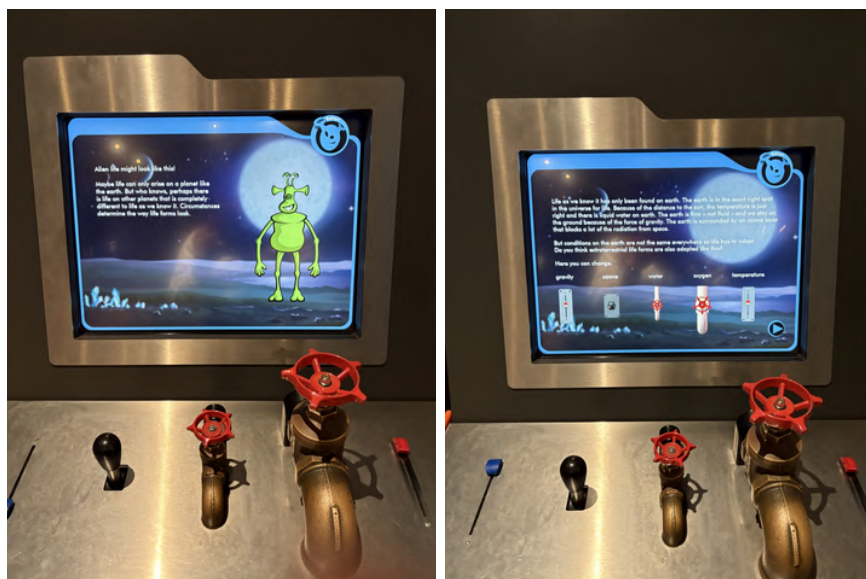 Alien life might look like this!
Maybe life can only arise on a planet like
the earth. But who knows, perhaps there
is life on other planets that is completely
different to life as we know it. Circumstances
determine the way life forms look.
Life as we know it has only been found on earth. The earth is in the exact right spot
in the universe for life. Because of the distance to the sun, the temperature is just
right and there is liquid water on earth. The earth is firm - not fluid - and we stay on
the ground because of the force of gravity. The earth is surrounded by an ozone layer
that blocks a lot of the radiation from space.
But conditions on the earth are not the same everywhere so life has to adapt.
Do you think extraterrestrial life forms are also adapted like this?
Here you can change:
gravity ozone water oxygen temperature